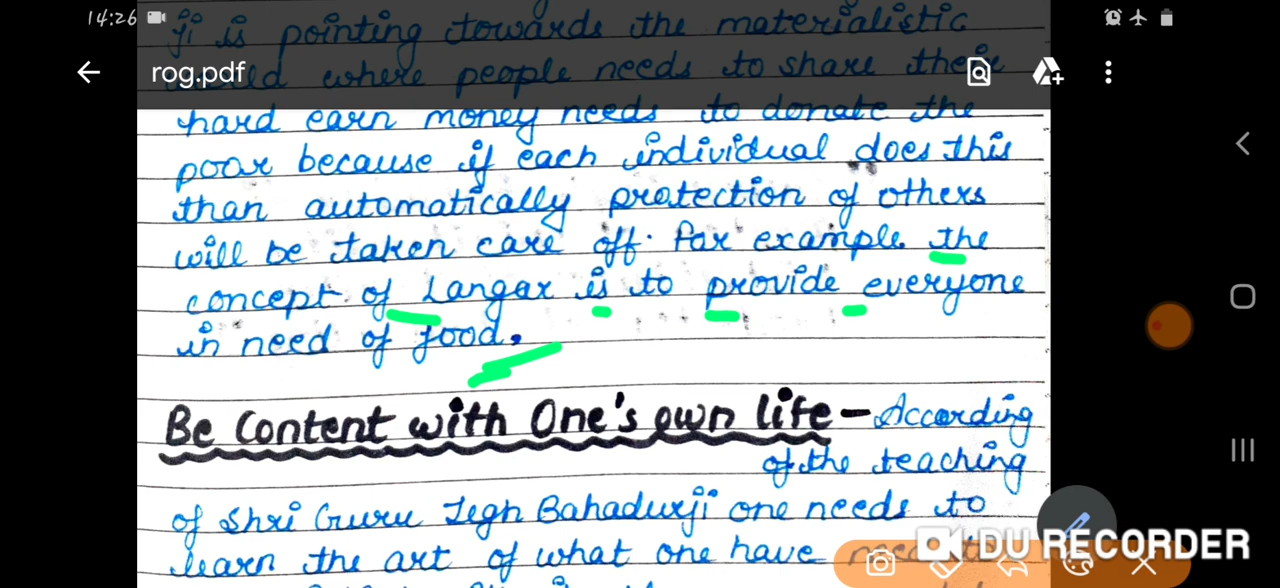 14:26
ji is pointing towards the materialistic
rog.pdf
where people needs to share there
hard earn money needs to donate the
poor because if each individual does this
than automatically protection of others
will be taken care off. For example the
concept of Langar is to provide everyone
in need of food.
Be Content with One's own life - According
of the teaching
of Shri Guru Tegh Bahadurji one needs to
learn the art of what one have
DU RECORDER